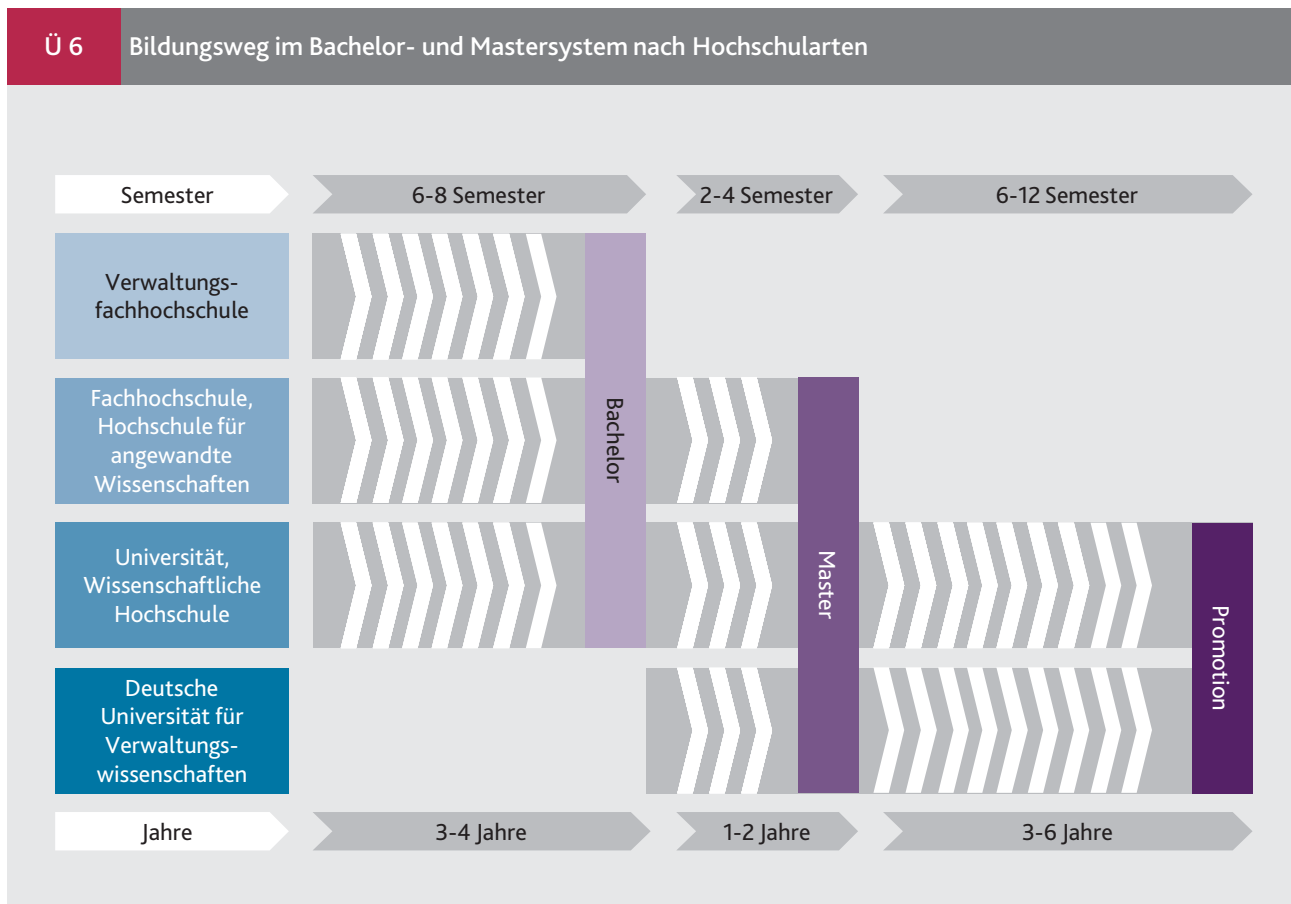 Ü 6
Bildungsweg im Bachelor- und Mastersystem nach Hochschularten
Semester
6-8 Semester
2-4 Semester
6-12 Semester
Verwaltungs-
fachhochschule
Fachhochschule,
Hochschule für
angewandte
Wissenschaften
Universität,
Wissenschaftliche
Hochschule
Deutsche
Universität für
Verwaltungs-
wissenschaften
Bachelor
Master
Promotion
Jahre
3-4 Jahre
1-2 Jahre
3-6 Jahre